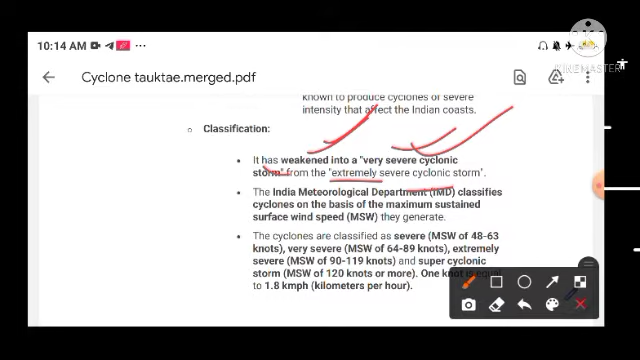 10:14 AM
KINEMASTER
Cyclone tauktae.merged.pdf
known to produce cyclones of severe
intensity that affect the Indian coasts.
Classification:
It has weakened into a "very severe cyclonic
storm" from the "extremely severe cyclonic storm".
The India Meteorological Department (IMD) classifies
cyclones on the basis of the maximum sustained
surface wind speed (MSW) they generate.
The cyclones are classified as severe (MSW of 48-63
knots), very severe (MSW of 64-89 knots), extremely
severe (MSW of 90-119 knots) and super cyclonic
storm (MSW of 120 knots or more). One knot is equal
to 1.8 kmph (kilometers per hour).